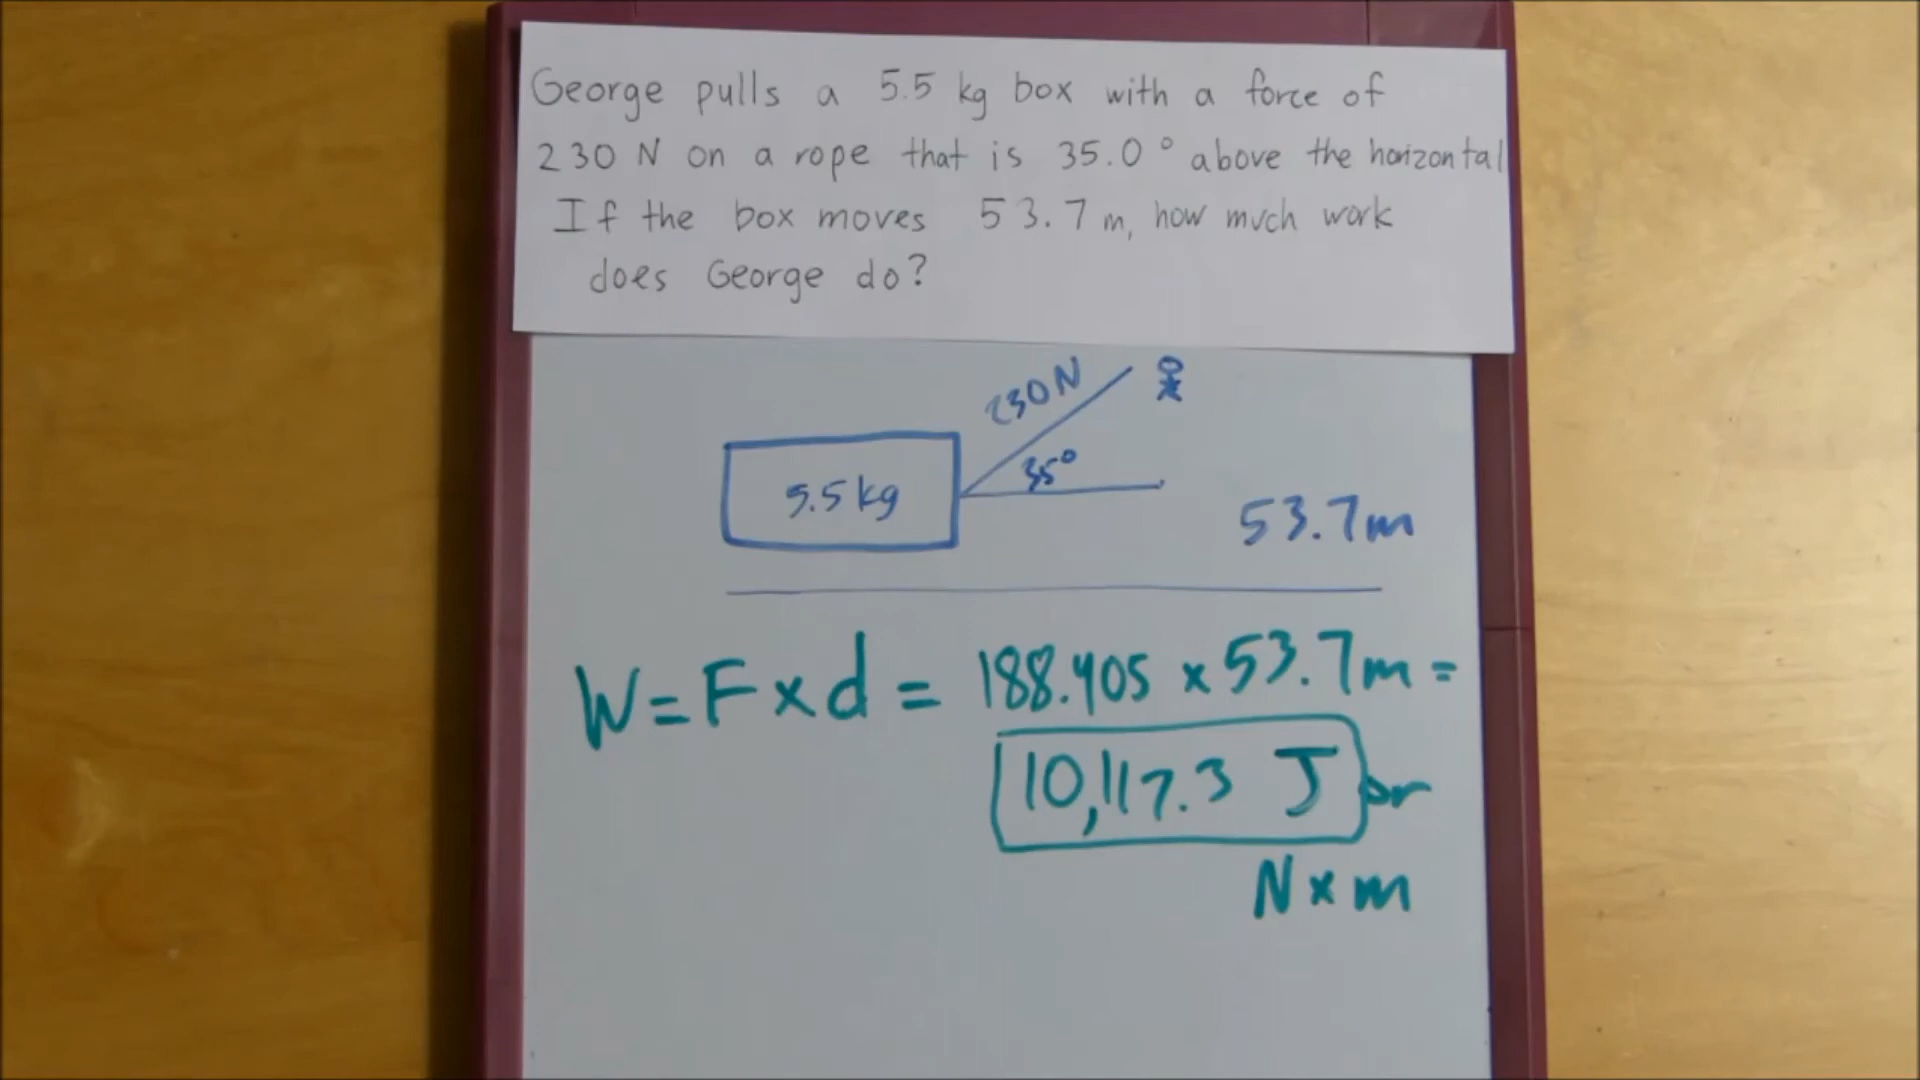 George pulls a 5.5 kg box with a force of
230 N on a rope that is 35.0° above the horizontal
If the box moves 53.7 m, how much work
does George do?
230N
35°
5.5kg
53.7m
W=F×d = 188.405 × 53.7m =
10,117.3 J or
N×m